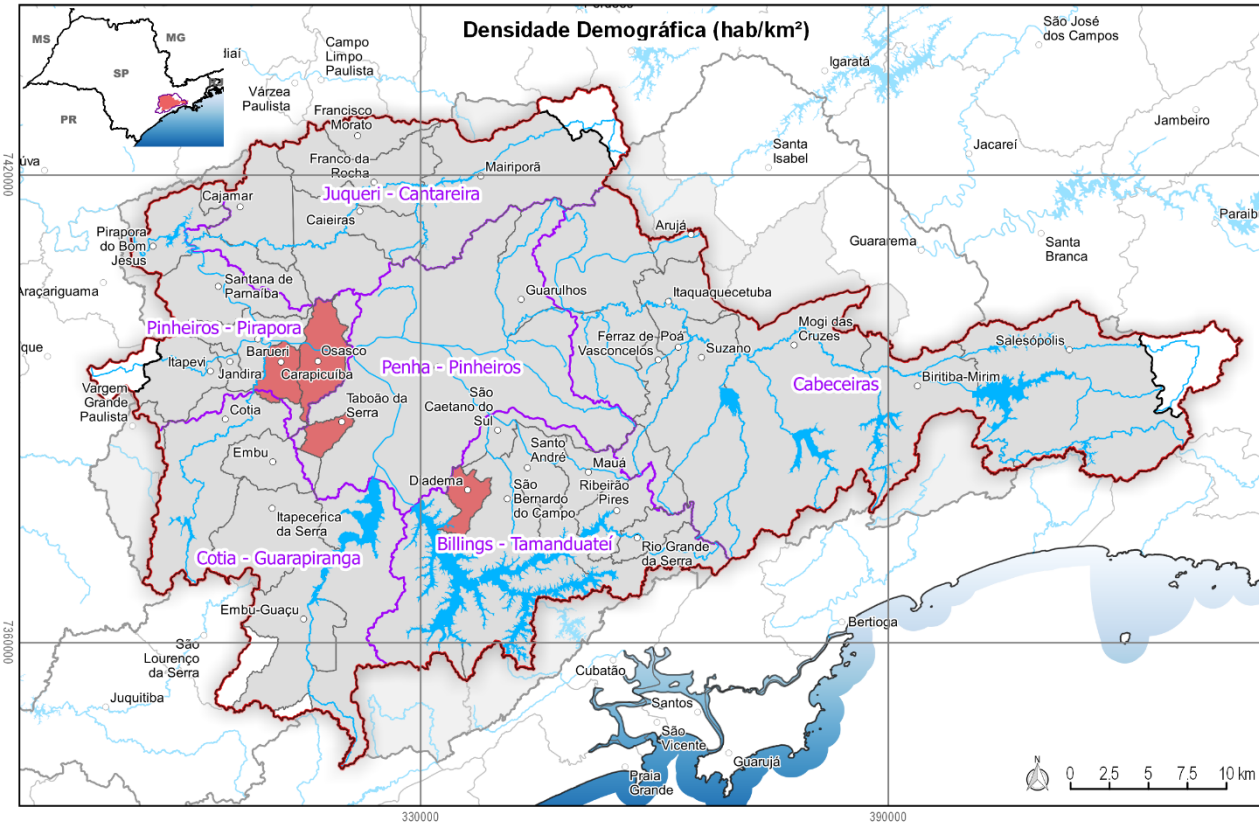 Densidade Demográfica (hab/km²)
MS
MG
SP
PR
diaí
Campo
Limpo
Paulista
Várzea
Paulista
São José
dos Campos
Igaratá
Jambeiro
Jacareí
Santa
Isabel
Francisco
Morato
Franco da
Rocha
Mairiporã
Juqueri - Cantareira
Cajamar
Caieiras
7420000
Pirapora
do Bom
Jesus
Arujá
Guararema
Paraib
Santa
Branca
Araçariguama
Santana de
Parnaíba
Guarulhos
Itaquaquecetuba
Pinheiros - Pirapora
que
Itapevi
Barueri
Osasco
Jandira
Carapicuíba
Penha - Pinheiros
Ferraz de
Vasconcelos
Poá
Suzano
Mogi das
Cruzes
Salesópolis
Biritiba-Mirim
Cabeceiras
Vargem
Grande
Paulista
Cotia
Taboão da
Serra
São
Caetano do
Sul
Embu
Santo
André
Mauá
Ribeirão
Pires
Diadema
São
Bernardo
do Campo
Itapecerica
da Serra
Cotia - Guarapiranga
Billings - Tamanduateí
Rio Grande
da Serra
Embu-Guaçu
7360000
São
Lourenço
da Serra
Juquitiba
Bertioga
Cubatão
Santos
São
Vicente
Guarujá
Praia
Grande
N
0 2,5 5 7,5 10 km
330000
390000